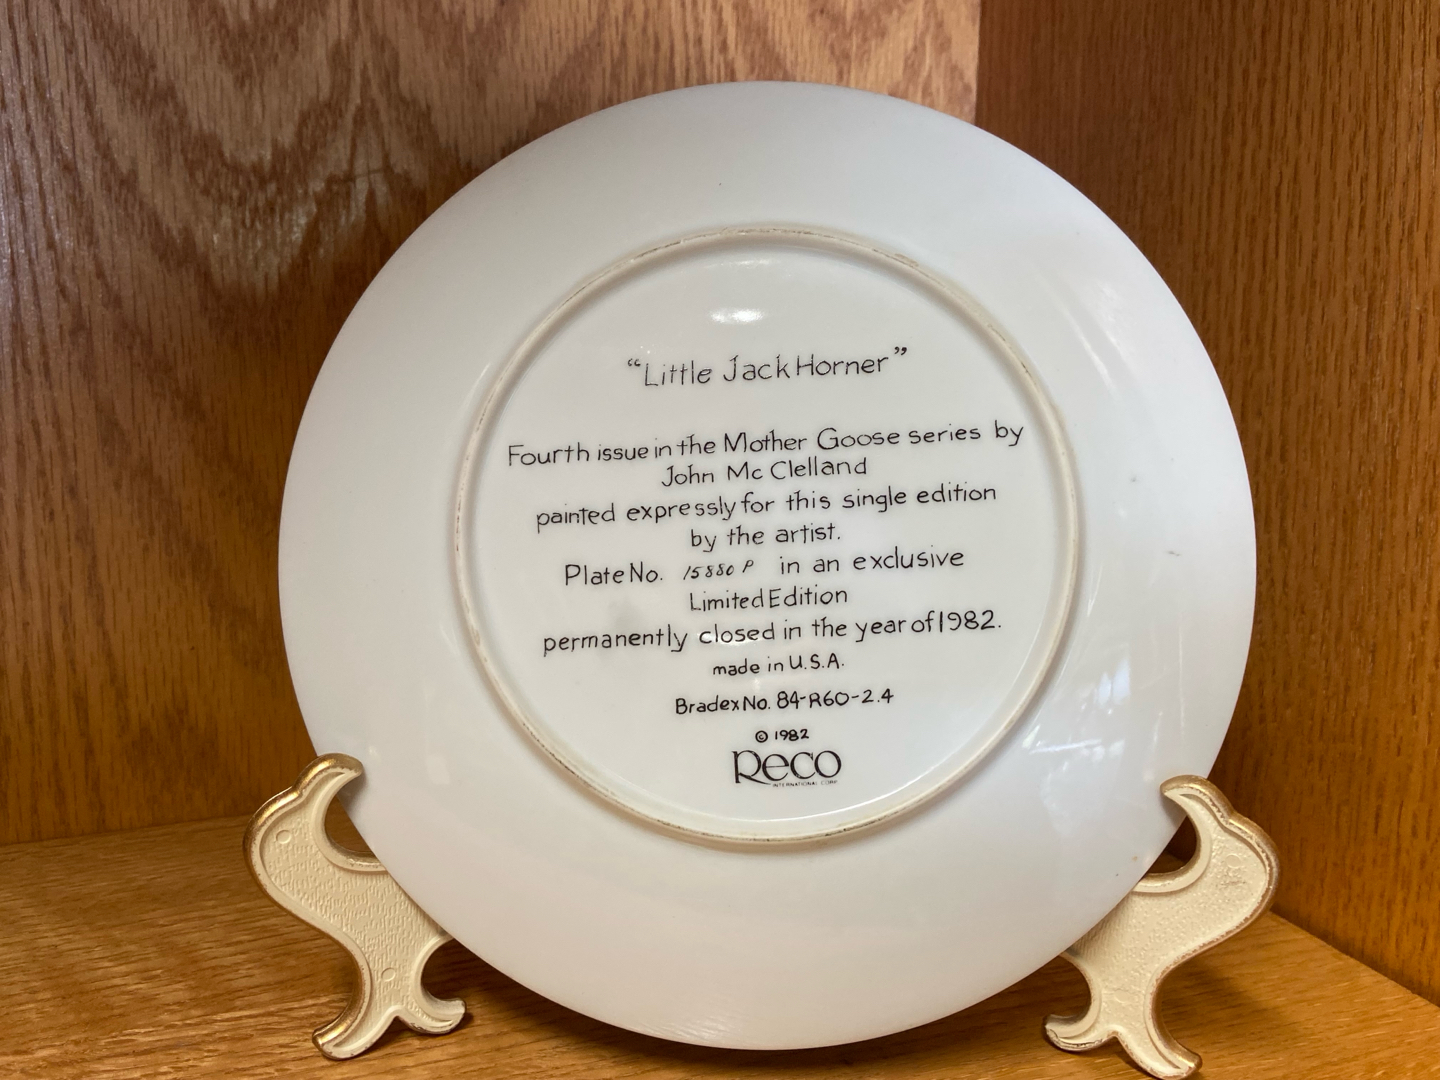 “Little Jack Horner”
Fourth issue in the Mother Goose series by
John McClelland
painted expressly for this single edition
by the artist.
Plate No. 15880 P in an exclusive
Limited Edition
permanently closed in the year of 1982.
made in U.S.A.
Bradex No. 84-R60-2.4
© 1982
Reco
INTERNATIONAL CORP.